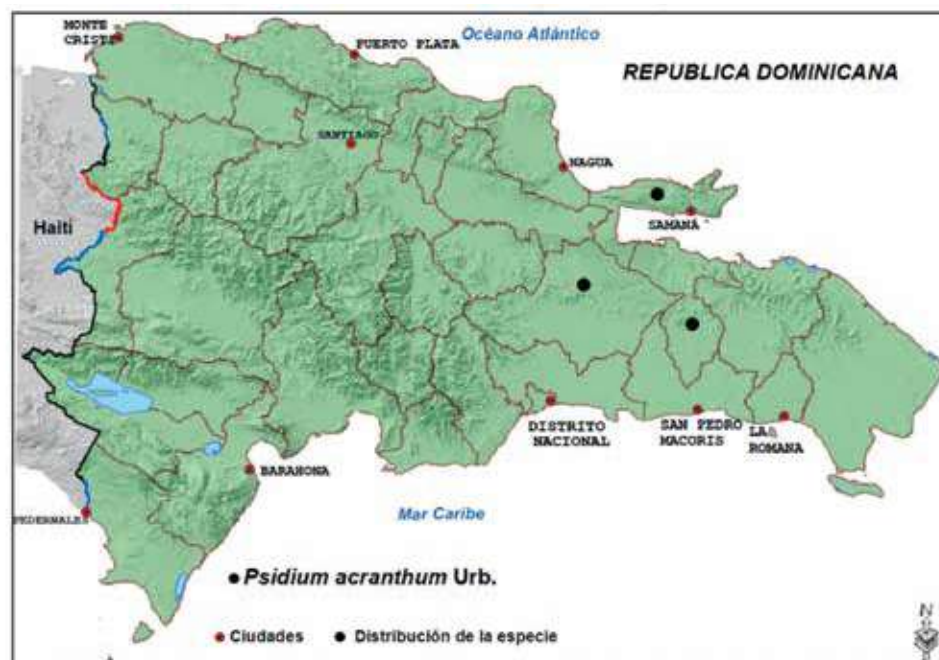 MONTE
CRISTI
Océano Atlántico
PUERTO PLATA
REPUBLICA DOMINICANA
SANTIAGO
NAGUA
Haiti
SAMANÁ
DISTRITO
NACIONAL
SAN PEDRO
MACORIS
LA
ROMANA
BARAHONA
Mar Caribe
PEDERNALES
Psidium acranthum Urb.
Ciudades
Distribución de la especie
N